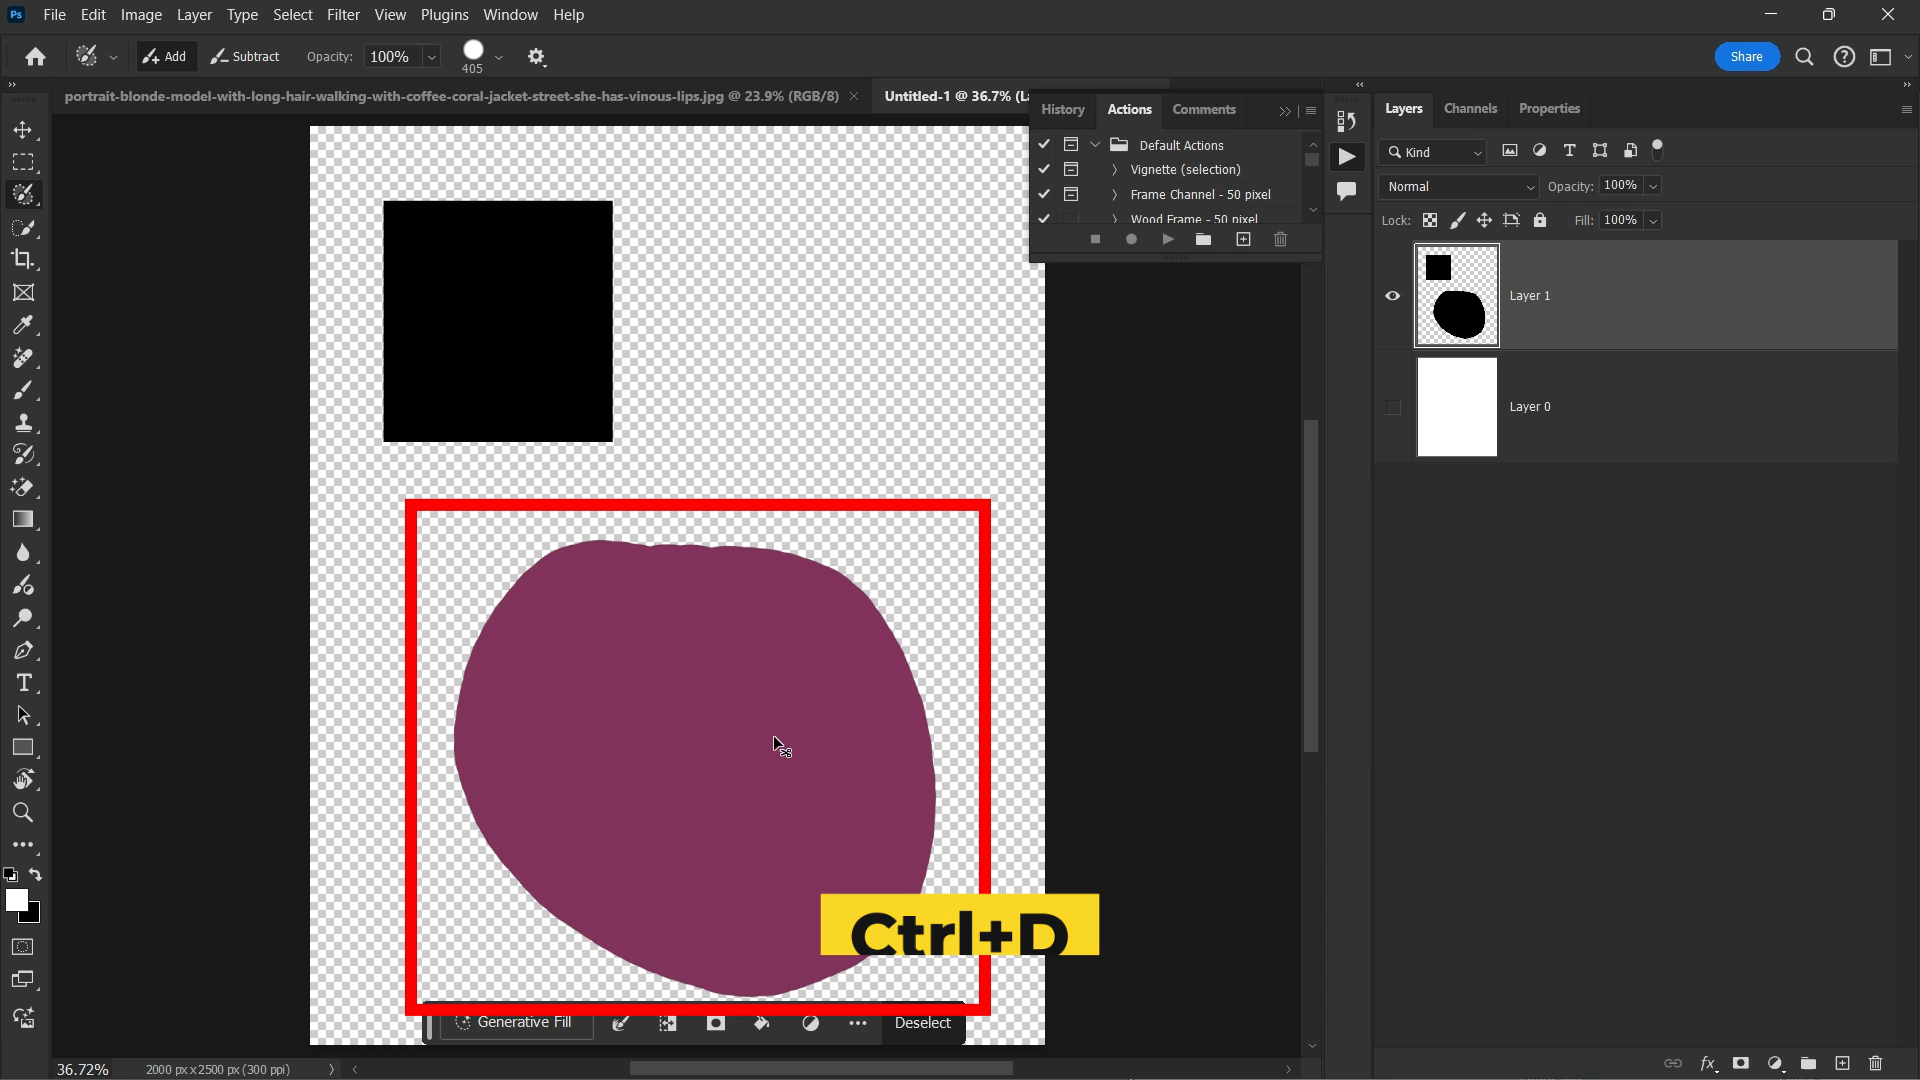 Ps File Edit Image Layer Type Select Filter View Plugins Window Help
Add Subtract Opacity: 100% 405 Share
portrait-blonde-model-with-long-hair-walking-with-coffee-coral-jacket-street-she-has-vinous-lips.jpg @ 23.9% (RGB/8) Untitled-1 @ 36.7% (La
History Actions Comments
Default Actions
Vignette (selection)
Frame Channel - 50 pixel
Wood Frame - 50 pixel
Layers Channels Properties
Kind
Normal Opacity: 100%
Lock: Fill: 100%
Layer 1
Layer 0
Ctrl+D
Generative Fill Deselect
36.72% 2000 px x 2500 px (300 ppi)